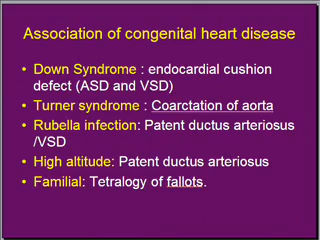 Association of congenital heart disease
• Down Syndrome : endocardial cushion
defect (ASD and VSD)
• Turner syndrome : Coarctation of aorta
• Rubella infection: Patent ductus arteriosus
/VSD
• High altitude: Patent ductus arteriosus
• Familial: Tetralogy of fallots.